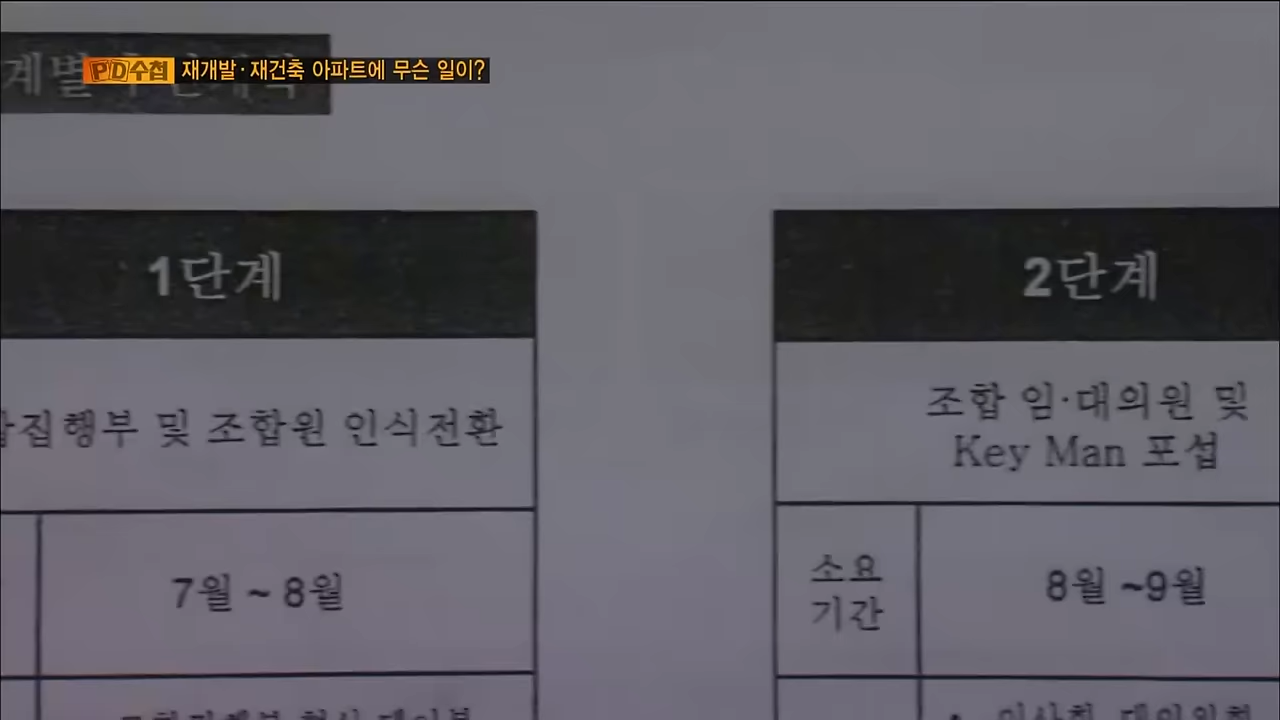 PD수첩 재개발·재건축 아파트에 무슨 일이?
1단계
집행부 및 조합원 인식전환
7월 ~ 8월
2단계
조합 임·대의원 및
Key Man 포섭
소요
기간
8월 ~9월